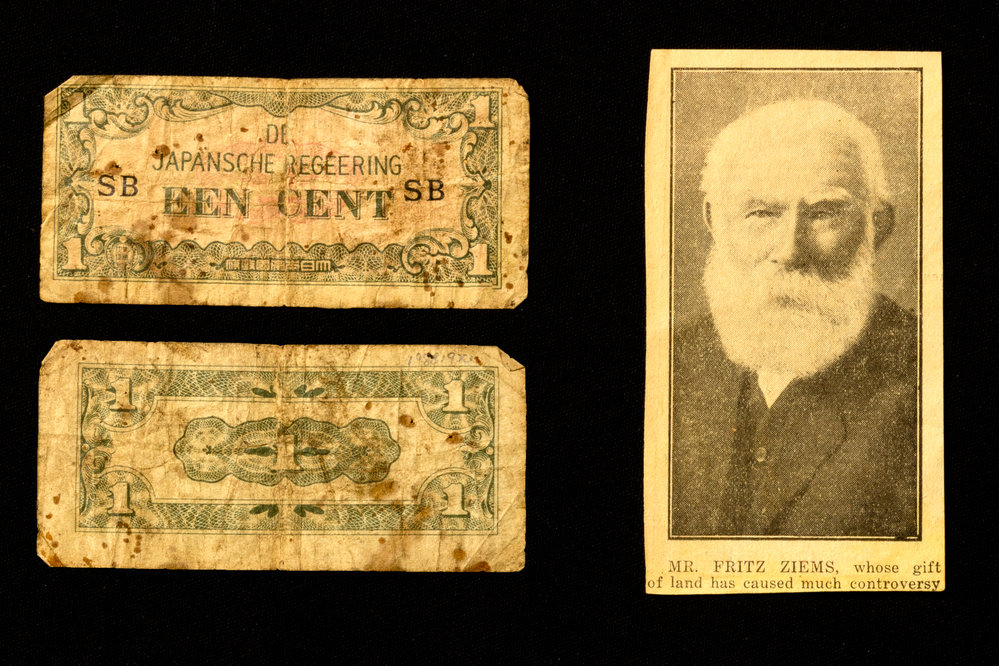 1 1
DE
JAPANSCHE REGEERING
SB EEN CENT SB
1 1
1 1
1
1 1
MR. FRITZ ZIEMS, whose gift
of land has caused much controversy